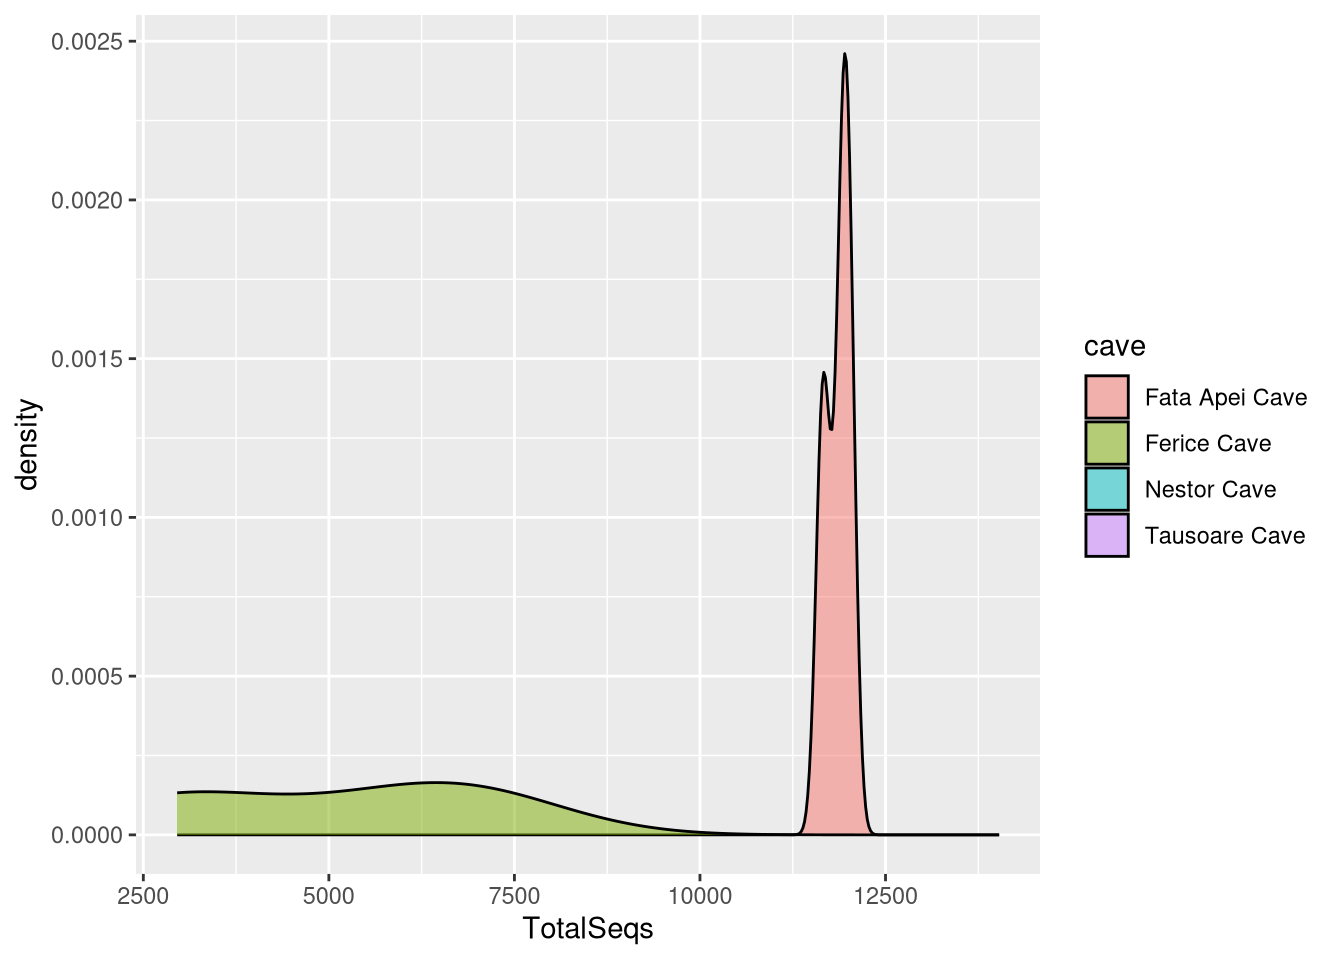 0.0025
0.0020
0.0015
0.0010
0.0005
0.0000
density
2500 5000 7500 10000 12500
TotalSeqs
cave
Fata Apei Cave
Ferice Cave
Nestor Cave
Tausoare Cave